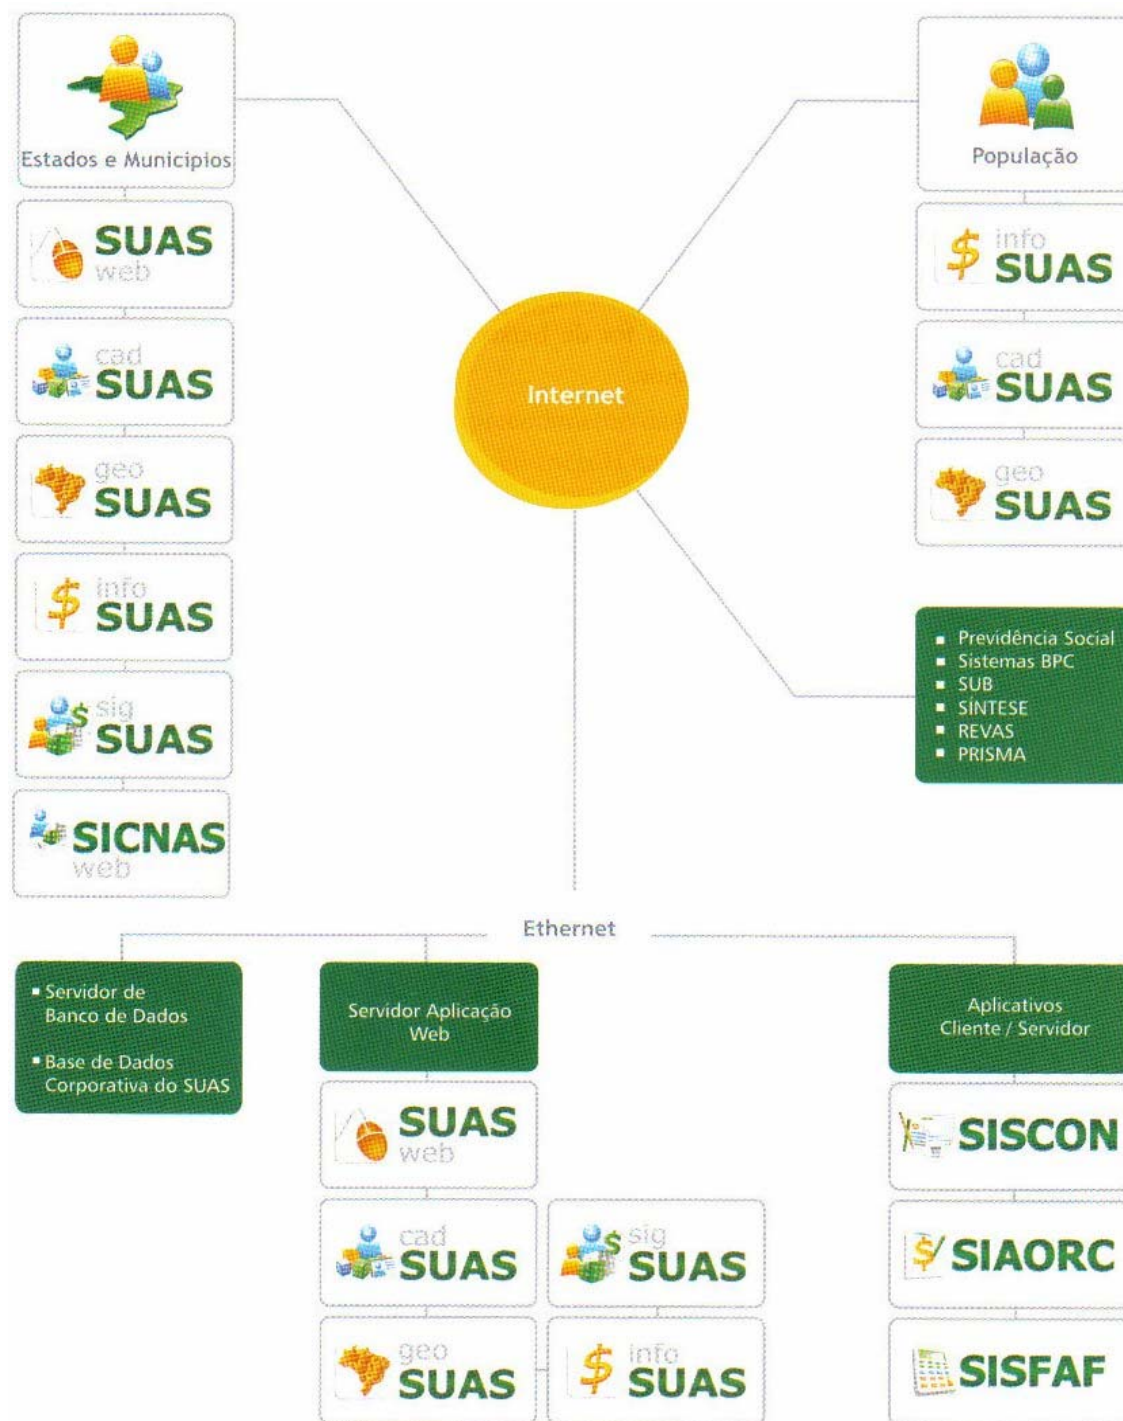 Estados e Municipios
SUAS
web
cad
SUAS
geo
SUAS
info
SUAS
sig
SUAS
SICNAS
web
Internet
População
info
SUAS
cad
SUAS
geo
SUAS
▪ Previdência Social
▪ Sistemas BPC
▪ SUB
▪ SÍNTESE
▪ REVAS
▪ PRISMA
Ethernet
▪ Servidor de
Banco de Dados
▪ Base de Dados
Corporativa do SUAS
Servidor Aplicação
Web
SUAS
web
cad
SUAS
sig
SUAS
geo
SUAS
info
SUAS
Aplicativos
Cliente / Servidor
SISCON
SIAORC
SISFAF